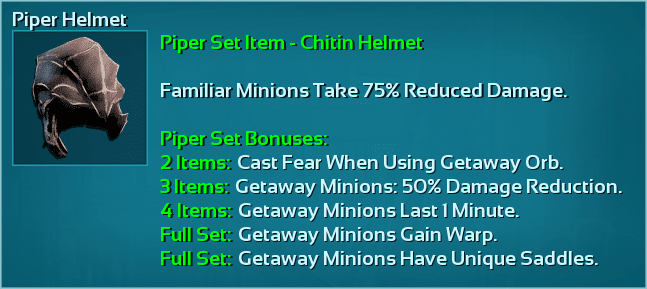 Piper Helmet
Piper Set Item - Chitin Helmet
Familiar Minions Take 75% Reduced Damage.
Piper Set Bonuses:
2 Items: Cast Fear When Using Getaway Orb.
3 Items: Getaway Minions: 50% Damage Reduction.
4 Items: Getaway Minions Last 1 Minute.
Full Set: Getaway Minions Gain Warp.
Full Set: Getaway Minions Have Unique Saddles.